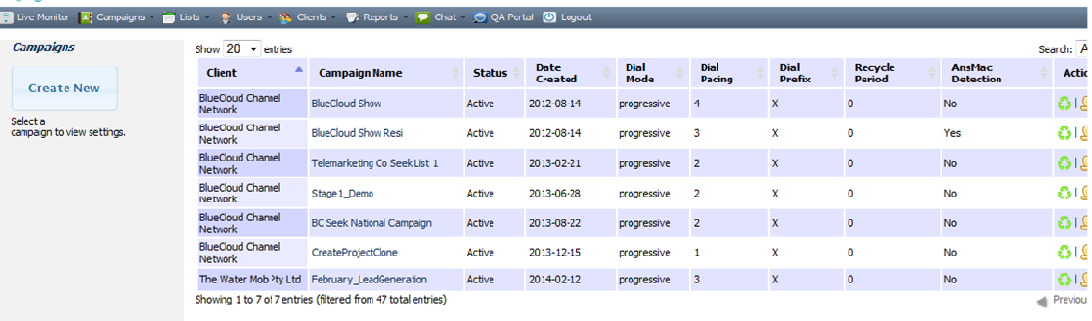 Live Monitor Campaigns Lists Users Clients Reports Chat QA Portal Logout
Campaigns
Create New
Select a
campaign to view settings.
Show 20 entries Search: A
Client Campaign Name Status Date Created Dial Mode Dial Pacing Dial Prefix Recycle Period AnsMac Detection Actio
BlueCloud Channel Network BlueCloud Show Active 2012-08-14 progressive 4 X 0 No
BlueCloud Channel Network BlueCloud Show Resi Active 2012-08-14 progressive 3 X 0 Yes
BlueCloud Channel Network Telemarketing Co SeekList 1 Active 2013-02-21 progressive 2 X 0 No
BlueCloud Channel Network Stage1_Demo Active 2013-06-28 progressive 2 X 0 No
BlueCloud Channel Network BC Seek National Campaign Active 2013-08-22 progressive 2 X 0 No
BlueCloud Channel Network CreateProjectClone Active 2013-12-15 progressive 1 X 0 No
The Water Mob Pty Ltd February_LeadGeneration Active 2014-02-12 progressive 3 X 0 No
Showing 1 to 7 of 7 entries (filtered from 47 total entries) Previou